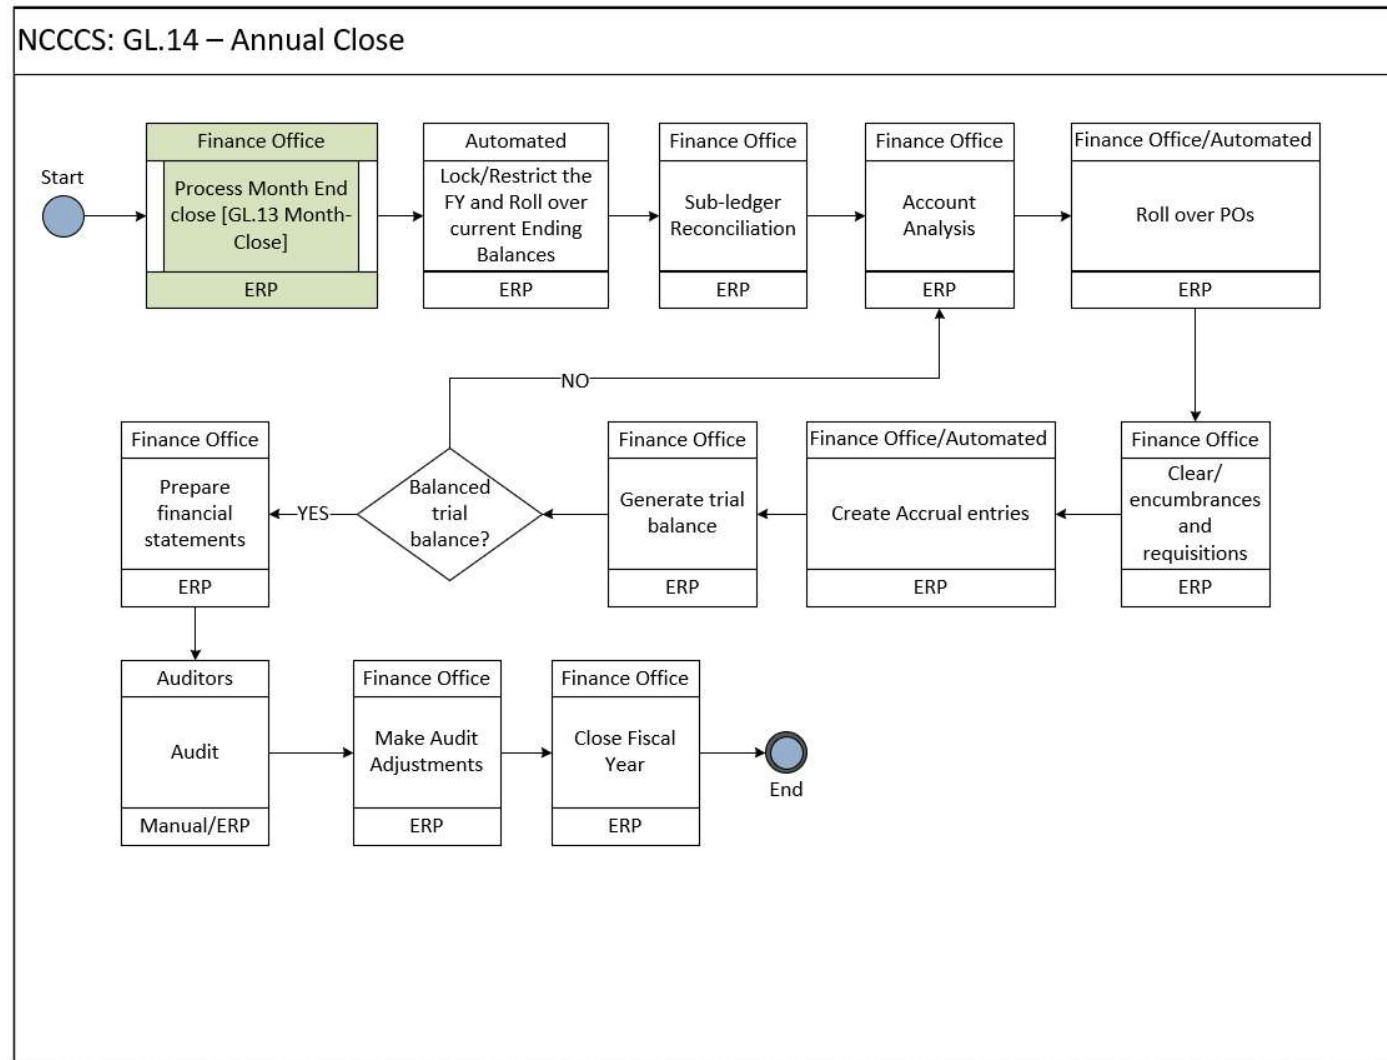 NCCCS: GL.14 – Annual Close
Start
Finance Office
Process Month End
close [GL.13 Month-
Close]
ERP
Automated
Lock/Restrict the
FY and Roll over
current Ending
Balances
ERP
Finance Office
Sub-ledger
Reconciliation
ERP
Finance Office
Account
Analysis
ERP
Finance Office/Automated
Roll over POs
ERP
NO
Finance Office
Prepare
financial
statements
ERP
YES
Balanced
trial
balance?
Finance Office
Generate trial
balance
ERP
Finance Office/Automated
Create Accrual entries
ERP
Finance Office
Clear/
encumbrances
and
requisitions
ERP
Auditors
Audit
Manual/ERP
Finance Office
Make Audit
Adjustments
ERP
Finance Office
Close Fiscal
Year
ERP
End